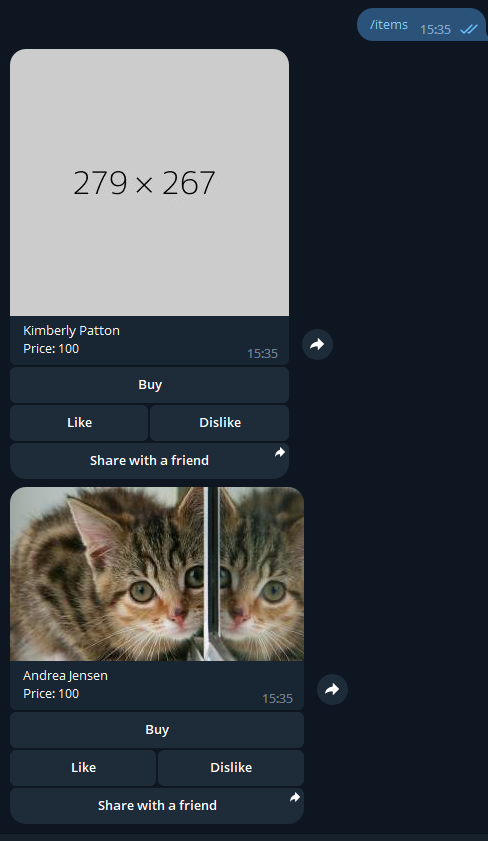 /items 15:35
279 × 267
Kimberly Patton
Price: 100
15:35
Buy
Like Dislike
Share with a friend
Andrea Jensen
Price: 100
15:35
Buy
Like Dislike
Share with a friend